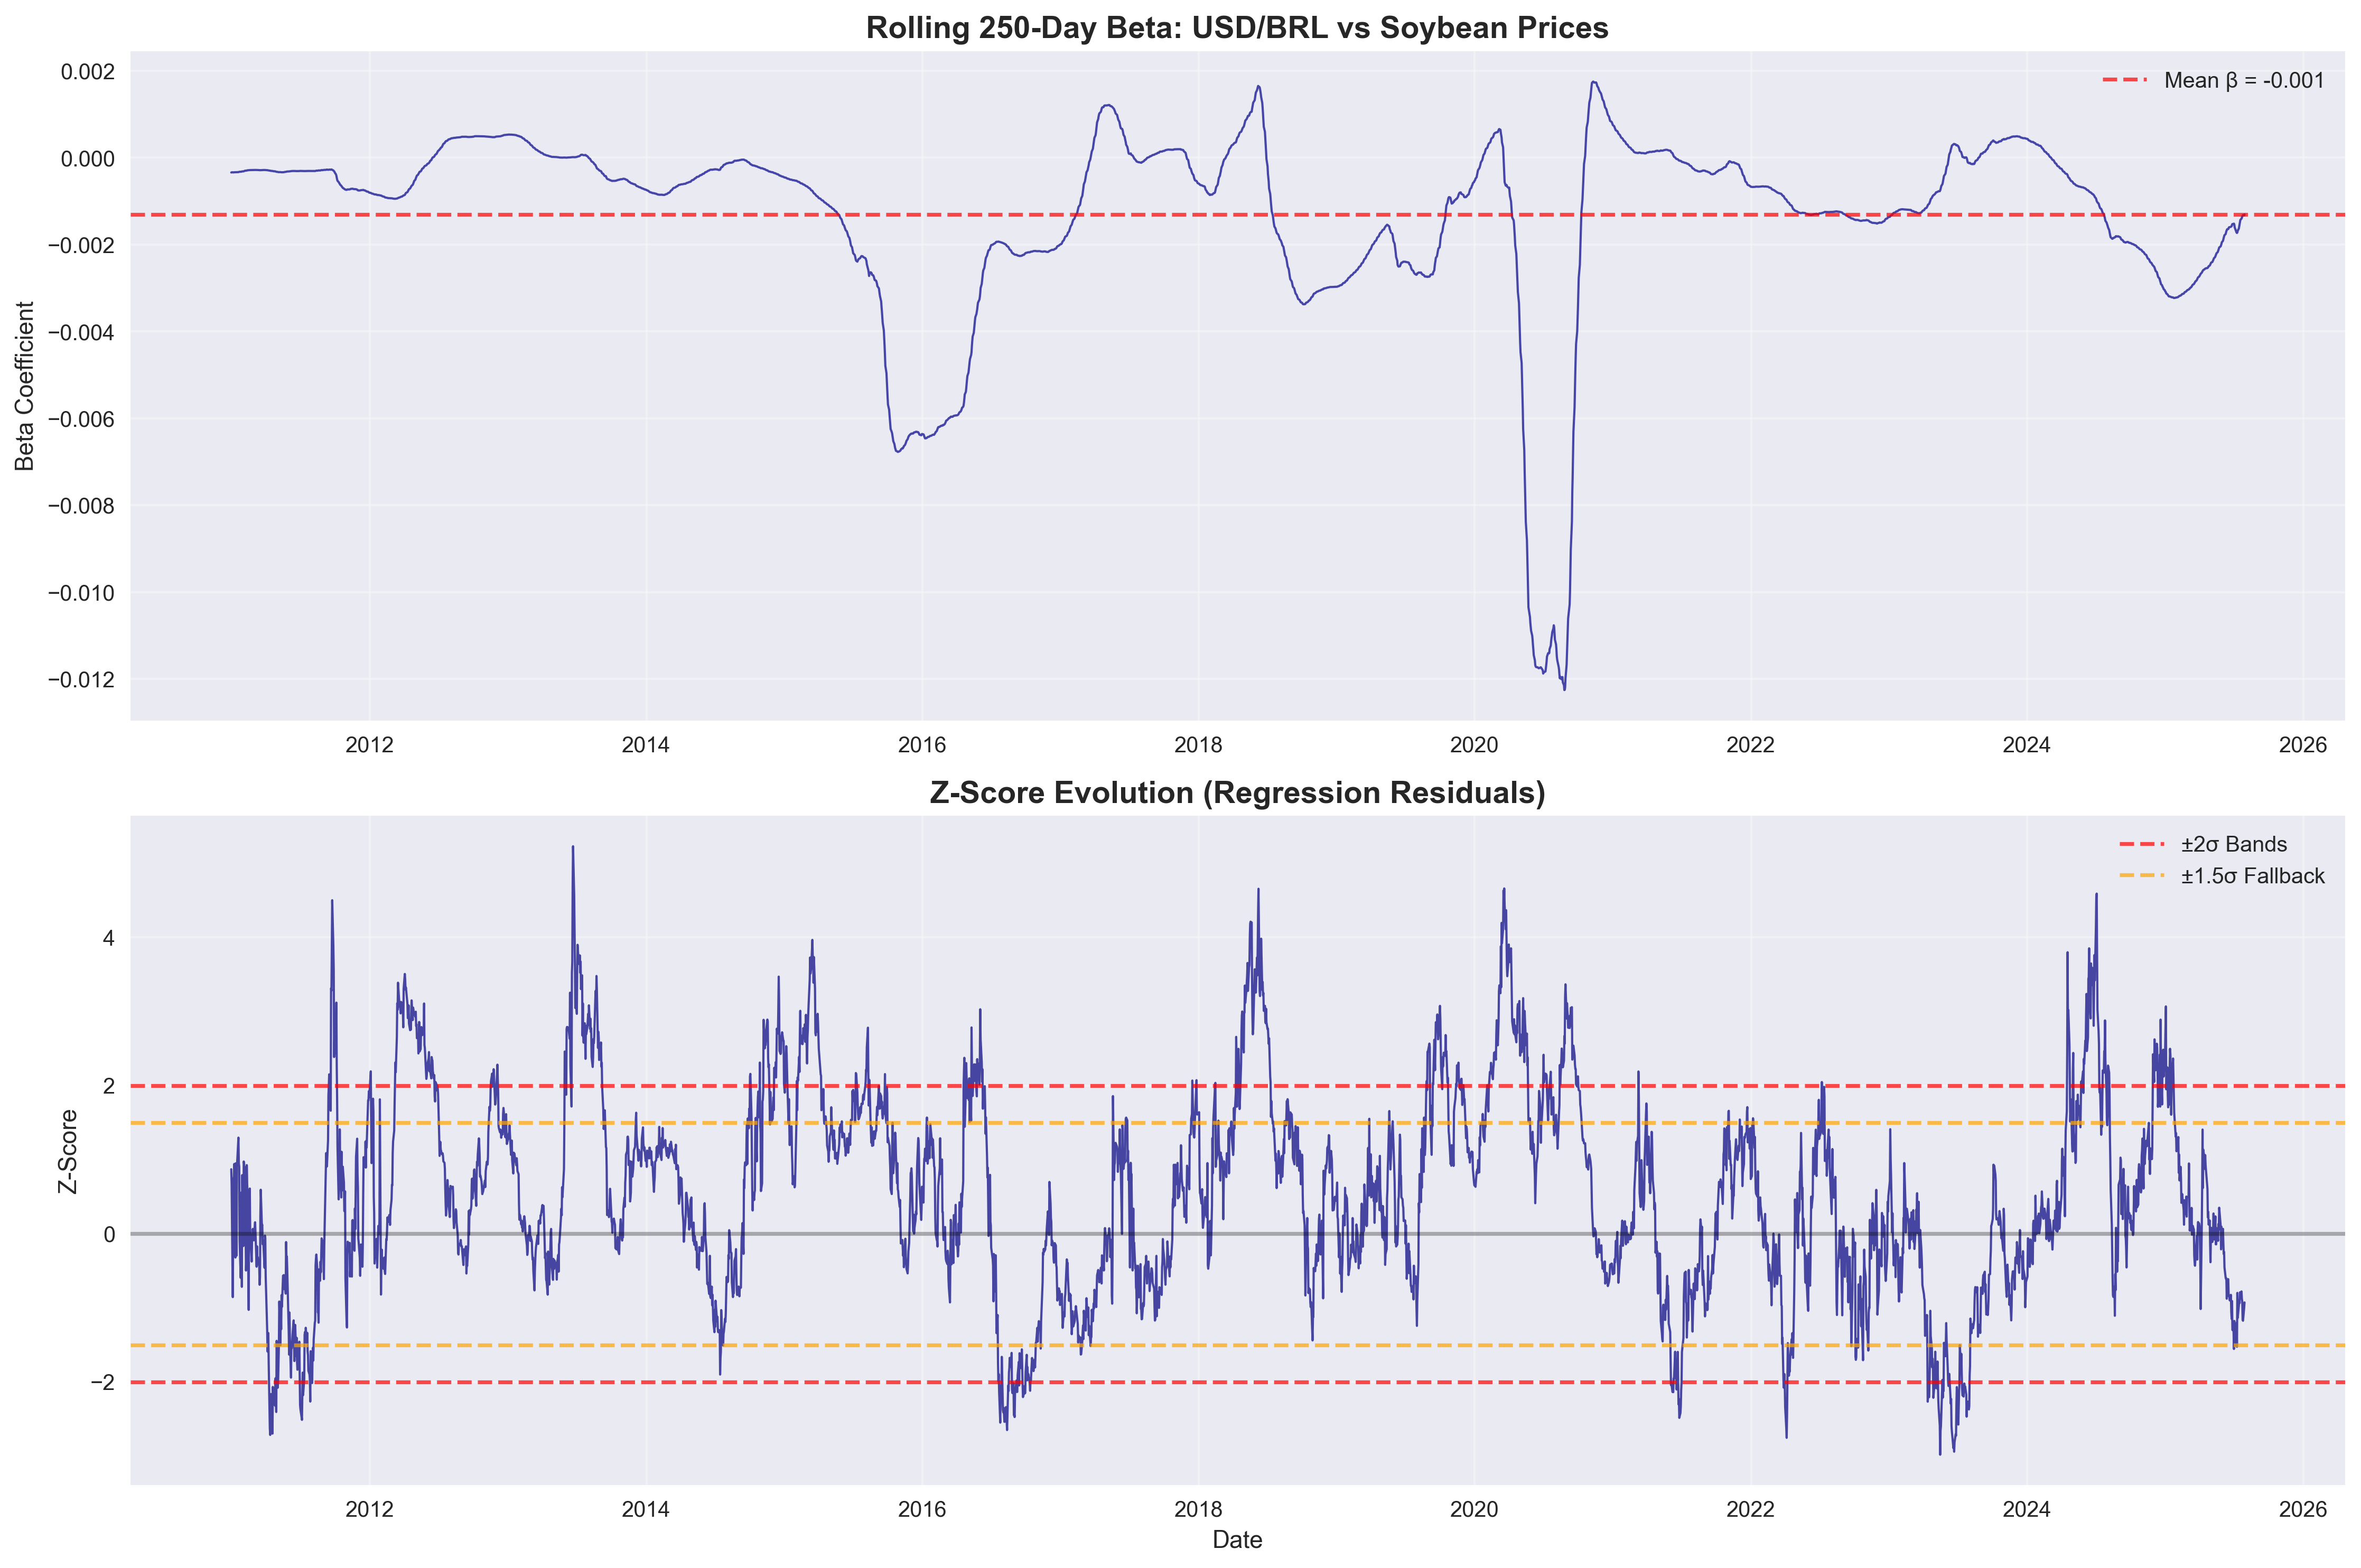 Rolling 250-Day Beta: USD/BRL vs Soybean Prices
Mean β = -0.001
Beta Coefficient
0.002
0.000
−0.002
−0.004
−0.006
−0.008
−0.010
−0.012
2012 2014 2016 2018 2020 2022 2024 2026
Z-Score Evolution (Regression Residuals)
±2σ Bands
±1.5σ Fallback
Z-Score
4
2
0
−2
2012 2014 2016 2018 2020 2022 2024 2026
Date